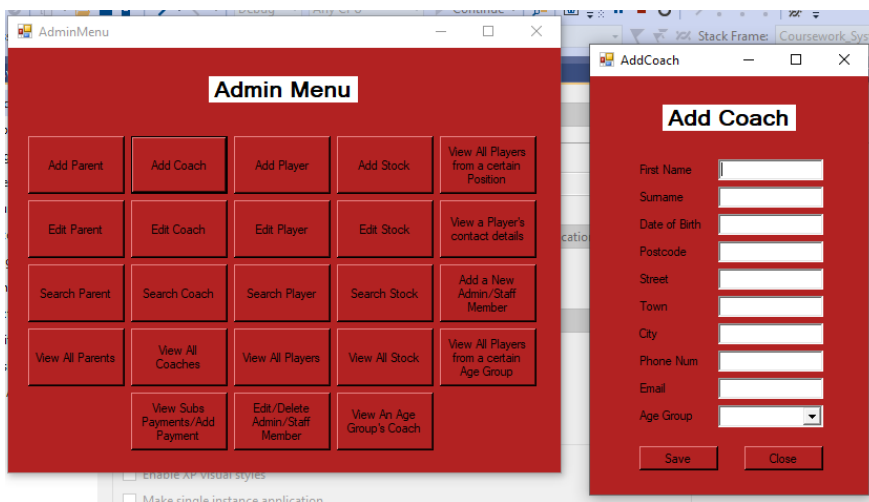 Debug
Any CPU
Continue
AdminMenu
Stack Frame: Coursework_Sys
AddCoach
Admin Menu
Add Coach
Add Parent
Add Coach
Add Player
Add Stock
View All Players
from a certain
Position
Edit Parent
Edit Coach
Edit Player
Edit Stock
View a Player's
contact details
Search Parent
Search Coach
Search Player
Search Stock
Add a New
Admin/Staff
Member
View All Parents
View All
Coaches
View All Players
View All Stock
View All Players
from a certain
Age Group
View Subs
Payments/Add
Payment
Edit/Delete
Admin/Staff
Member
View An Age
Group's Coach
First Name
Surname
Date of Birth
Postcode
Street
Town
City
Phone Num
Email
Age Group
Save
Close
Enable XP visual styles
Make single instance application